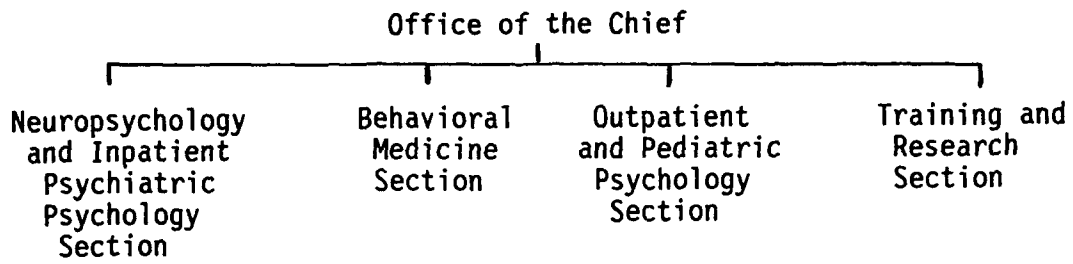 Office of the Chief
Neuropsychology
and Inpatient
Psychiatric
Psychology
Section
Behavioral
Medicine
Section
Outpatient
and Pediatric
Psychology
Section
Training and
Research
Section